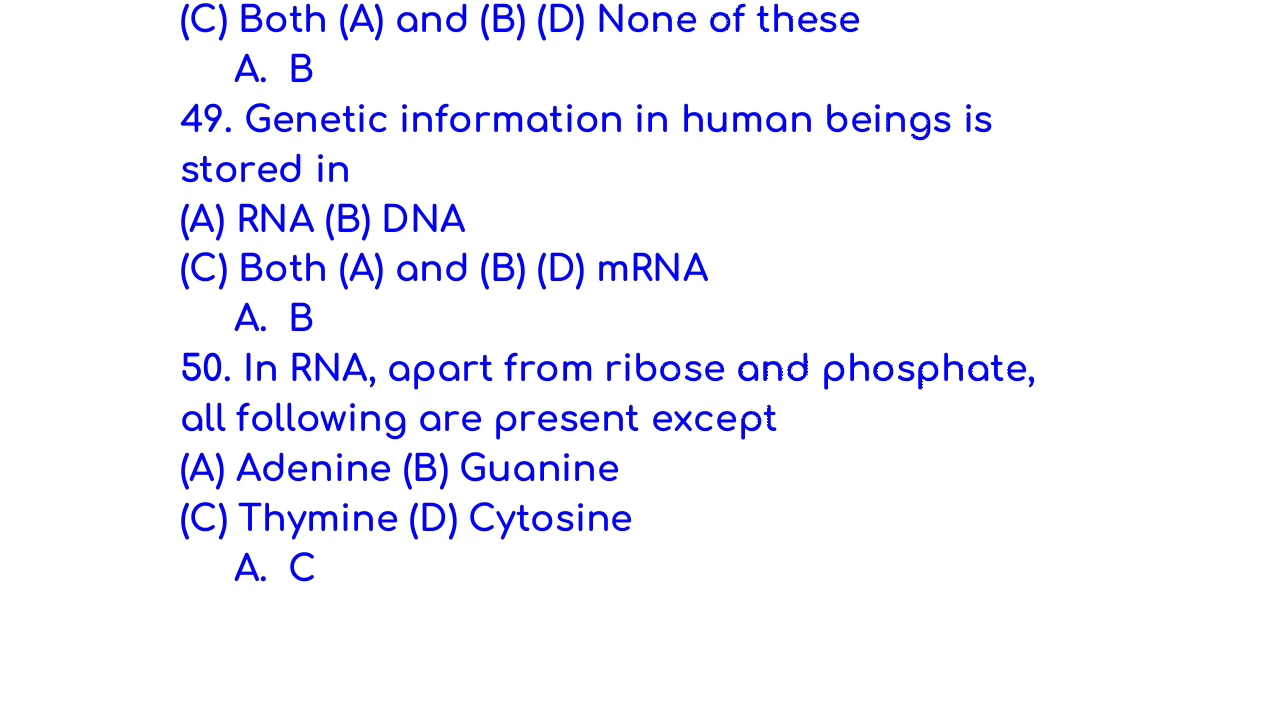 (C) Both (A) and (B) (D) None of these
A. B
49. Genetic information in human beings is
stored in
(A) RNA (B) DNA
(C) Both (A) and (B) (D) mRNA
A. B
50. In RNA, apart from ribose and phosphate,
all following are present except
(A) Adenine (B) Guanine
(C) Thymine (D) Cytosine
A. C